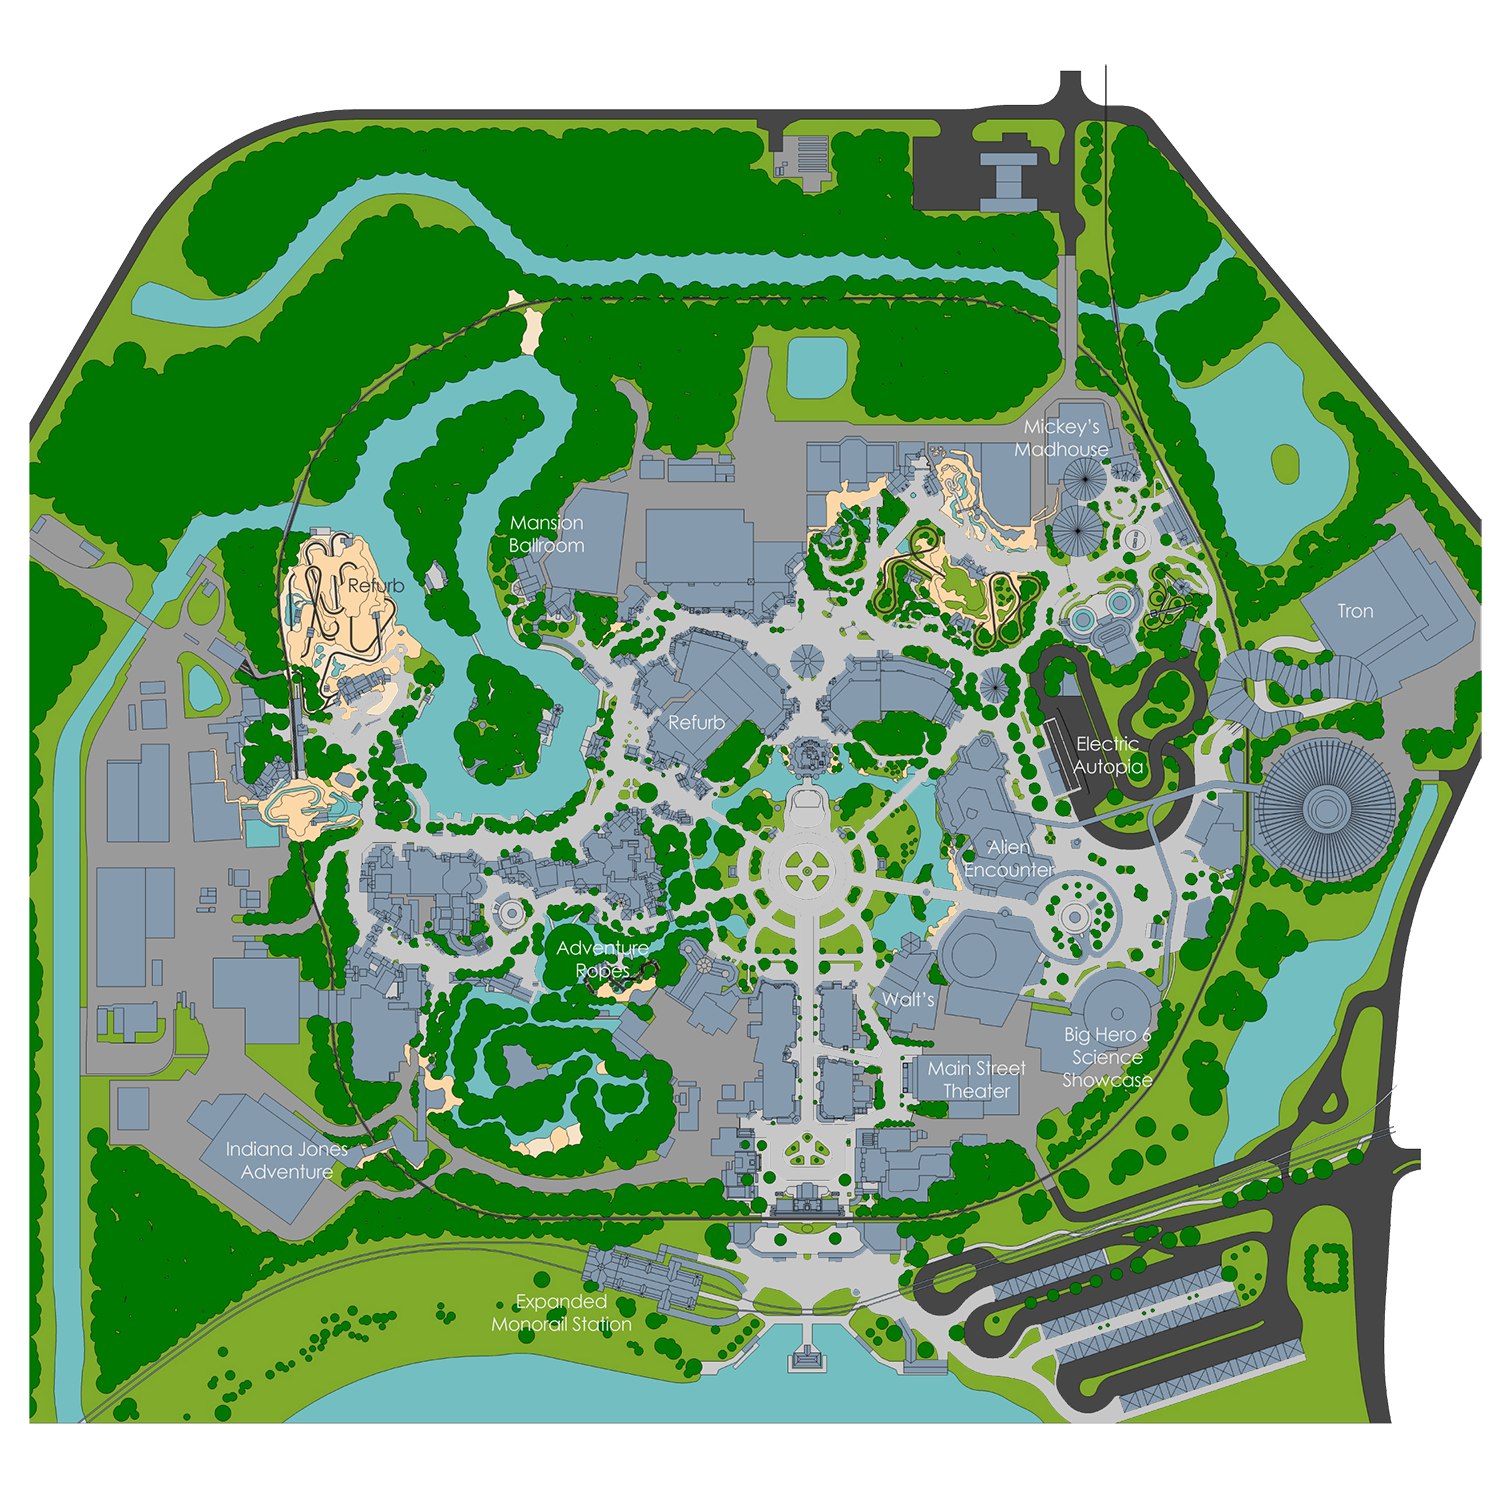 Mickey's
Madhouse
Mansion
Ballroom
Refurb
Tron
Refurb
Electric
Autopia
Alien
Encounter
Adventure
Ropes
Walt's
Big Hero 6
Science
Showcase
Main Street
Theater
Indiana Jones
Adventure
Expanded
Monorail Station